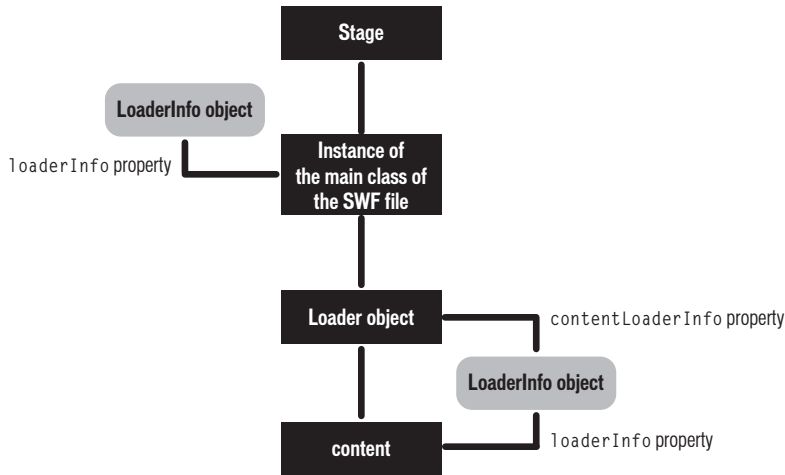 Stage
LoaderInfo object
loaderInfo property
Instance of
the main class of
the SWF file
Loader object
contentLoaderInfo property
LoaderInfo object
content
loaderInfo property